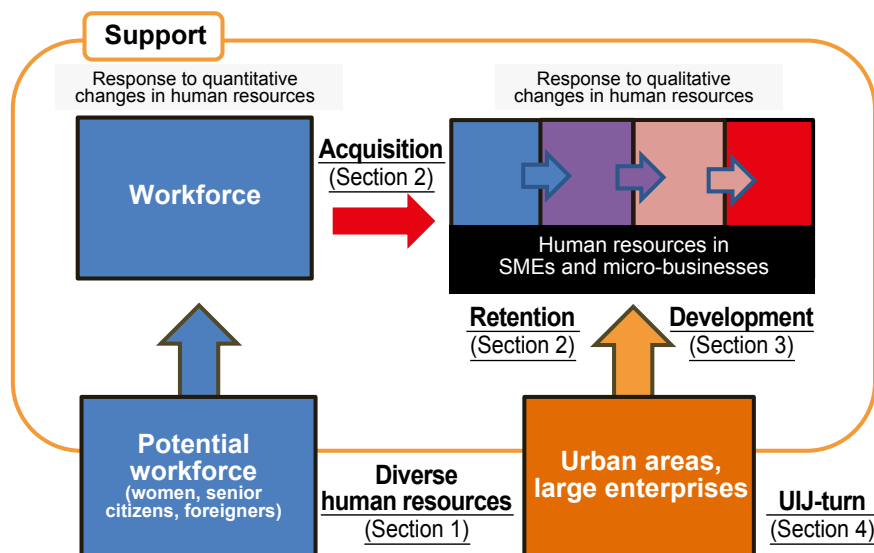 Support
Response to quantitative
changes in human resources
Response to qualitative
changes in human resources
Workforce
Acquisition
(Section 2)
Human resources in
SMEs and micro-businesses
Retention
(Section 2)
Development
(Section 3)
Potential
workforce
(women, senior
citizens, foreigners)
Diverse
human resources
(Section 1)
Urban areas,
large enterprises
UIJ-turn
(Section 4)